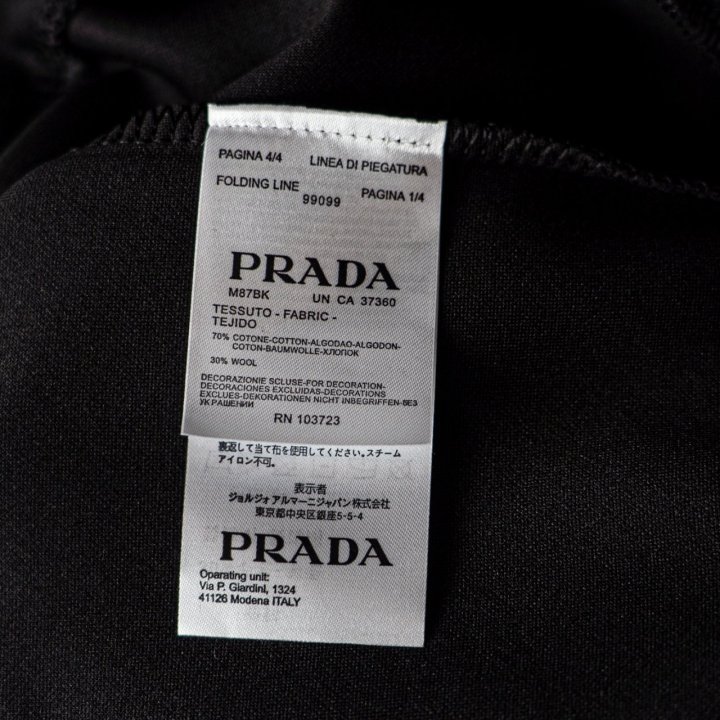 PAGINA 4/4 LINEA DI PIEGATURA
FOLDING LINE PAGINA 1/4
99099
PRADA
M87BK UN CA 37360
TESSUTO - FABRIC -
TEJIDO
70% COTONE-COTTON-ALGODAO-ALGODON-
COTON-BAUMWOLLE-ХЛОПОК
30% WOOL
DECORAZIONIE SCLUSE-FOR DECORATION-
DECORACIONES EXCLUIDAS-DECORATIONS
EXCLUES-DEKORATIONEN NICHT INBEGRIFFEN-БЕЗ
УКРАШЕНИИ
RN 103723
裏返して当て布を使用してください。スチーム
アイロン不可。
表示者
ジョルジォ アルマーニジャパン株式会社
東京都中央区銀座5-5-4
PRADA
Oparating unit:
Via P. Giardini, 1324
41126 Modena ITALY